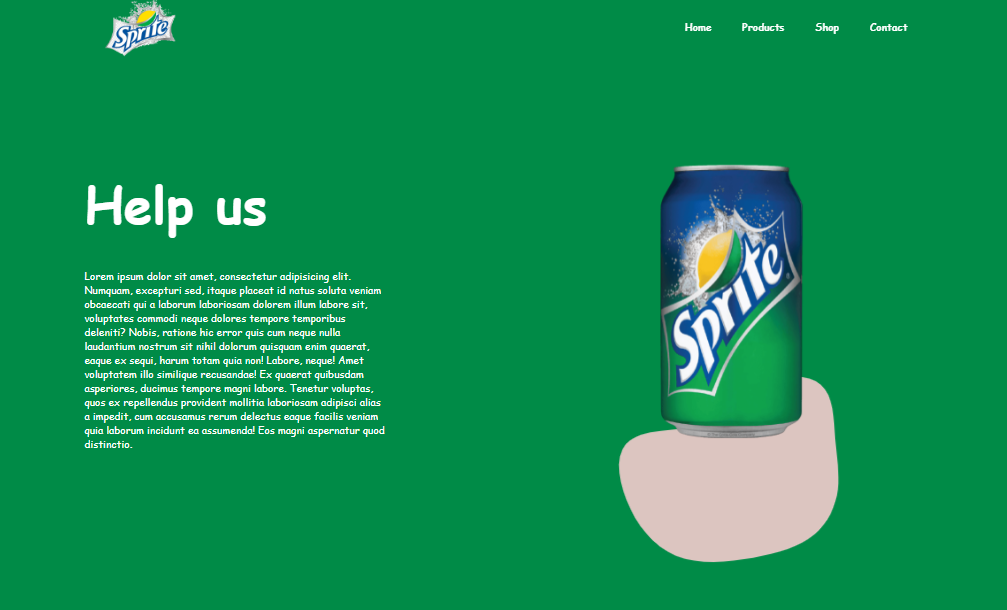 Sprite
Home Products Shop Contact
Help us
Lorem ipsum dolor sit amet, consectetur adipisicing elit.
Numquam, excepturi sed, itaque placeat id natus soluta veniam
obcaecati qui a laborum laboriosam dolorem illum labore sit,
voluptates commodi neque dolores tempore temporibus
deleniti? Nobis, ratione hic error quis cum neque nulla
laudantium nostrum sit nihil dolorum quisquam enim quaerat,
eaque ex sequi, harum totam quia non! Labore, neque! Amet
voluptatem illo similique recusandae! Ex quaerat quibusdam
asperiores, ducimus tempore magni labore. Tenetur voluptas,
quos ex repellendus provident mollitia laboriosam adipisci alias
a impedit, cum accusamus rerum delectus eaque facilis veniam
quia laborum incidunt ea assumenda! Eos magni aspernatur quod
distinctio.
Sprite